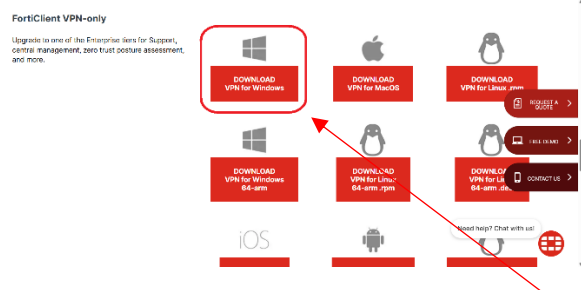 FortiClient VPN-only
Upgrade to one of the Enterprise tiers for Support,
central management, zero trust posture assessment,
and more.
DOWNLOAD
VPN for Windows
DOWNLOAD
VPN for MacOS
DOWNLOAD
VPN for Linux .rpm
REQUEST A
QUOTE
DOWNLOAD
VPN for Windows
64-arm
DOWNLOAD
VPN for Linux
64-arm .rpm
DOWNLOAD
VPN for
64-arm
FREE DEMO
CONTACT US
iOS
Need help? Chat with us!